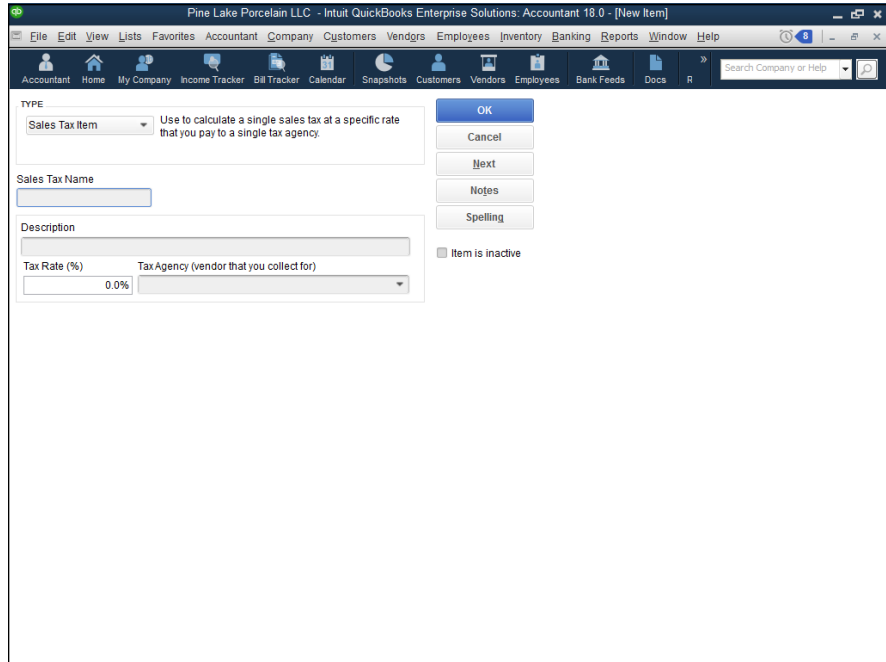 qb
Pine Lake Porcelain LLC - Intuit QuickBooks Enterprise Solutions: Accountant 18.0 - [New Item]
File Edit View Lists Favorites Accountant Company Customers Vendors Employees Inventory Banking Reports Window Help 8
31
Accountant Home My Company Income Tracker Bill Tracker Calendar Snapshots Customers Vendors Employees Bank Feeds Docs R » Search Company or Help
TYPE
Sales Tax Item
Use to calculate a single sales tax at a specific rate
that you pay to a single tax agency.
Sales Tax Name
Description
Tax Rate (%) Tax Agency (vendor that you collect for)
0.0%
OK
Cancel
Next
Notes
Spelling
Item is inactive